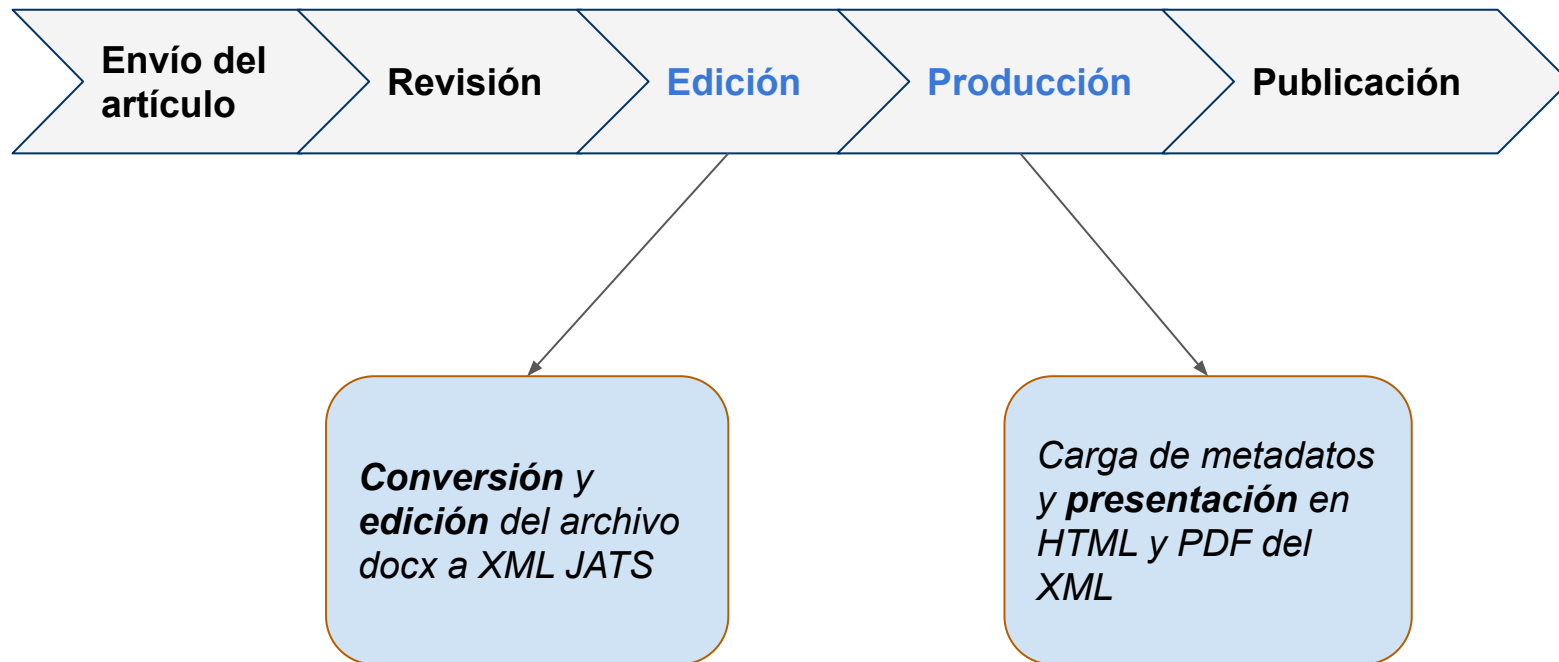 Envío del
artículo
Revisión
Edición
Producción
Publicación
Conversión y
edición del archivo
docx a XML JATS
Carga de metadatos
y presentación en
HTML y PDF del
XML